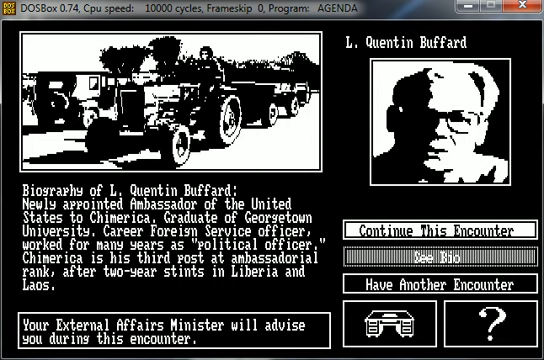 DOSBox 0.74, Cpu speed: 10000 cycles, Frameskip 0, Program: AGENDA
L. Quentin Buffard
Biography of L. Quentin Buffard:
Newly appointed Ambassador of the United
States to Chimerica. Graduate of Georgetown
University. Career Foreign Service officer,
worked for many years as "political officer."
Chimerica is his third post at ambassadorial
rank, after two-year stints in Liberia and
Laos.
Continue This Encounter
See Bio
Have Another Encounter
?
Your External Affairs Minister will advise
you during this encounter.